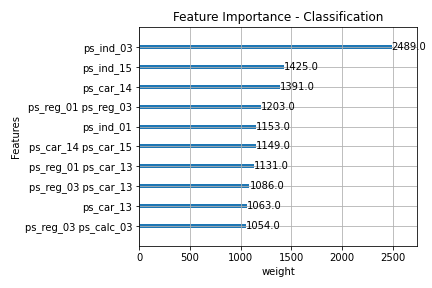 Feature Importance - Classification
Features
ps_ind_03 2489.0
ps_ind_15 1425.0
ps_car_14 1391.0
ps_reg_01 ps_reg_03 1203.0
ps_ind_01 1153.0
ps_car_14 ps_car_15 1149.0
ps_reg_01 ps_car_13 1131.0
ps_reg_03 ps_car_13 1086.0
ps_car_13 1063.0
ps_reg_03 ps_calc_03 1054.0
0 500 1000 1500 2000 2500
weight